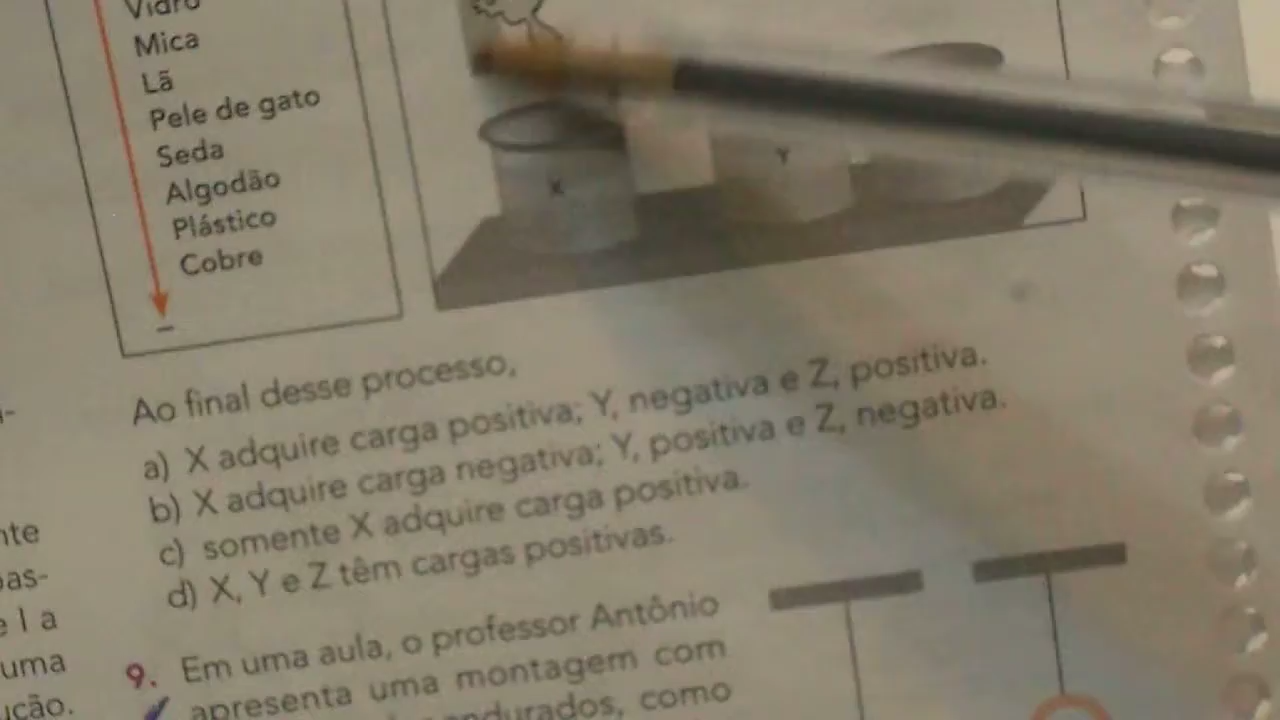 Vidro
Mica
Lã
Pele de gato
Seda
Algodão
Plástico
Cobre
–
X
Y
Ao final desse processo,
a) X adquire carga positiva; Y, negativa e Z, positiva.
b) X adquire carga negativa; Y, positiva e Z, negativa.
c) somente X adquire carga positiva.
d) X, Y e Z têm cargas positivas.
9. Em uma aula, o professor Antônio
apresenta uma montagem com
como
nte
e l a
uma
ução.